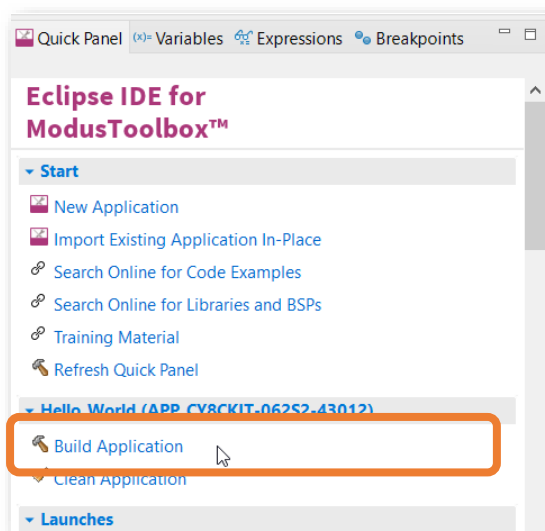 Quick Panel (x)= Variables Expressions Breakpoints
Eclipse IDE for
ModusToolbox™
Start
New Application
Import Existing Application In-Place
Search Online for Code Examples
Search Online for Libraries and BSPs
Training Material
Refresh Quick Panel
Hello_World (APP_CY8CKIT-062S2-43012)
Build Application
Clean Application
Launches